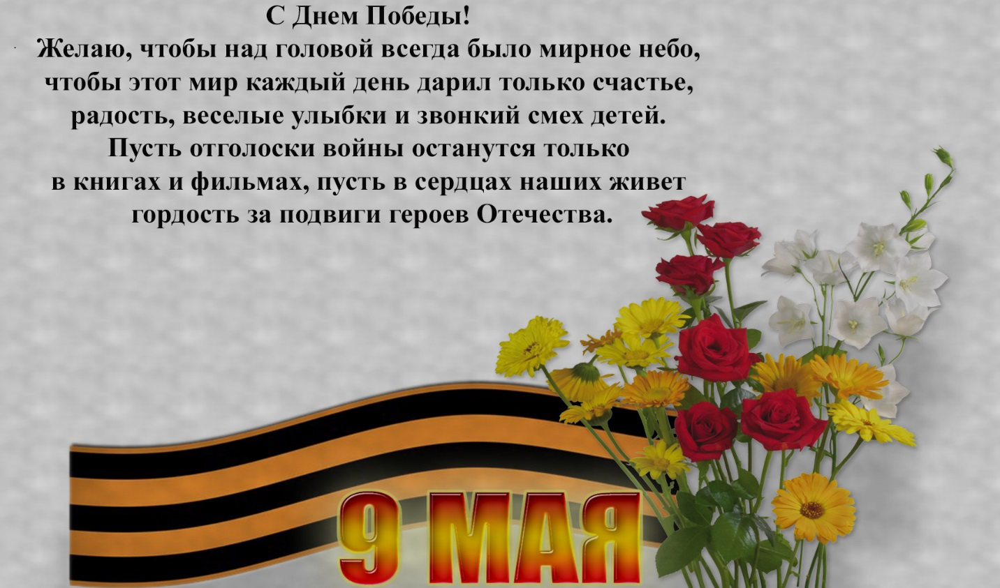 С Днем Победы!
Желаю, чтобы над головой всегда было мирное небо,
чтобы этот мир каждый день дарил только счастье,
радость, веселые улыбки и звонкий смех детей.
Пусть отголоски войны останутся только
в книгах и фильмах, пусть в сердцах наших живет
гордость за подвиги героев Отечества.
9 МАЯ